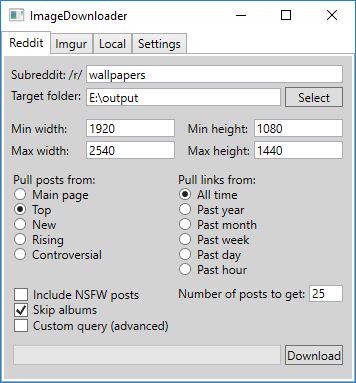 ImageDownloader
Reddit Imgur Local Settings
Subreddit: /r/ wallpapers
Target folder: E:\output Select
Min width: 1920 Min height: 1080
Max width: 2540 Max height: 1440
Pull posts from: Pull links from:
Main page All time
Top Past year
New Past month
Rising Past week
Controversial Past day
Past hour
Include NSFW posts Number of posts to get: 25
Skip albums
Custom query (advanced)
Download